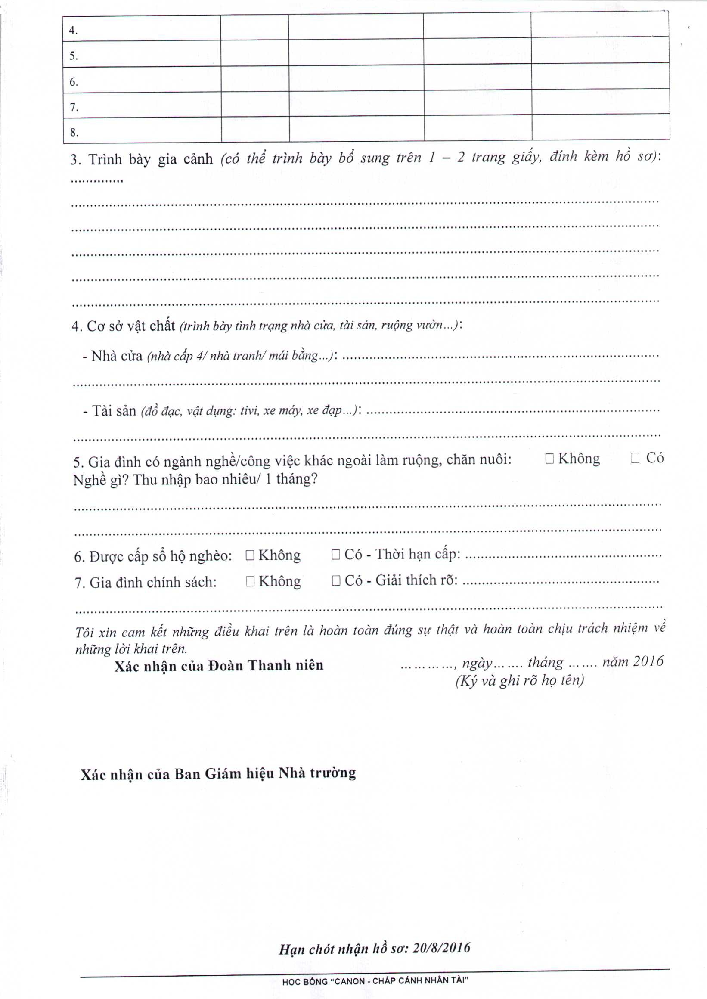 4.
5.
6.
7.
8.
3. Trình bày gia cảnh (có thể trình bày bổ sung trên 1 – 2 trang giấy, đính kèm hồ sơ):
..............
................................................................................
................................................................................
................................................................................
................................................................................
................................................................................
4. Cơ sở vật chất (trình bày tình trạng nhà cửa, tài sản, ruộng vườn...):
- Nhà cửa (nhà cấp 4/ nhà tranh/ mái bằng...): ................................................
................................................................................
- Tài sản (đồ đạc, vật dụng: tivi, xe máy, xe đạp...): ................................................
................................................................................
5. Gia đình có ngành nghề/công việc khác ngoài làm ruộng, chăn nuôi: □ Không □ Có
Nghề gì? Thu nhập bao nhiêu/ 1 tháng?
................................................................................
................................................................................
6. Được cấp sổ hộ nghèo: □ Không □ Có - Thời hạn cấp: ................................
7. Gia đình chính sách: □ Không □ Có - Giải thích rõ: ................................
................................................................................
Tôi xin cam kết những điều khai trên là hoàn toàn đúng sự thật và hoàn toàn chịu trách nhiệm về
những lời khai trên.
Xác nhận của Đoàn Thanh niên ............, ngày....... tháng ....... năm 2016
(Ký và ghi rõ họ tên)
Xác nhận của Ban Giám hiệu Nhà trường
Hạn chót nhận hồ sơ: 20/8/2016
HỌC BỔNG "CANON - CHẮP CÁNH NHÂN TÀI"